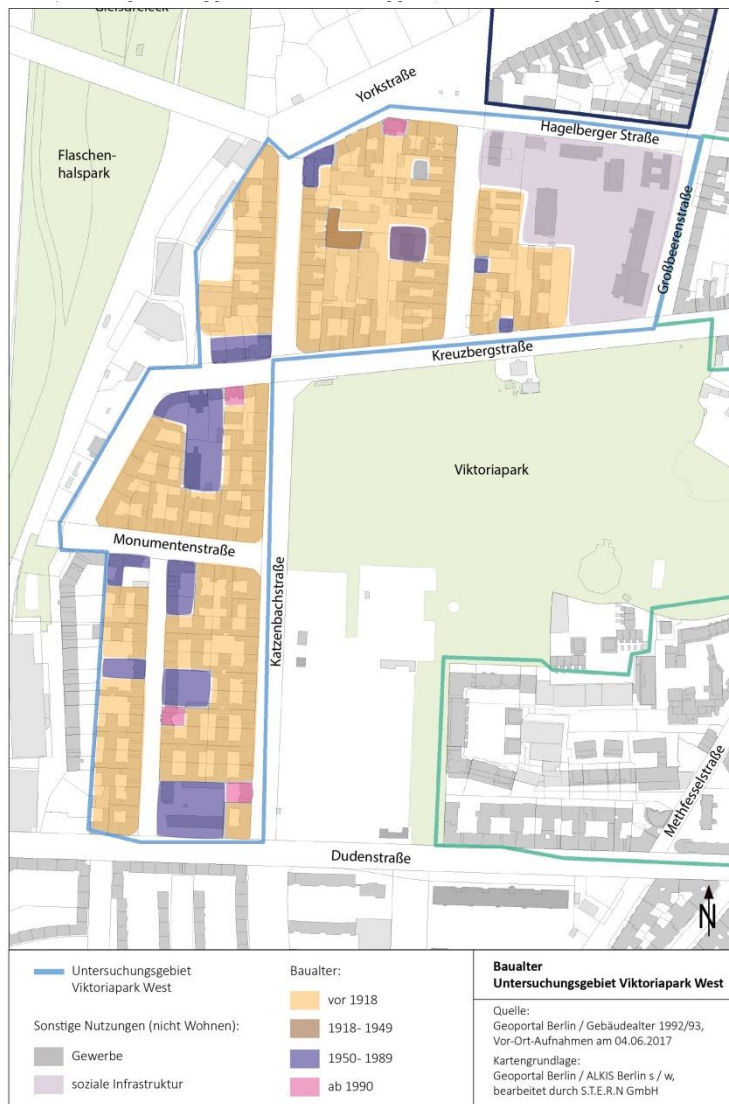 Gleisdreieck
Yorkstraße
Hagelberger Straße
Flaschen-
halspark
Großbeerenstraße
Kreuzbergstraße
Viktoriapark
Monumentenstraße
Katzenbachstraße
Methfesselstraße
Dudenstraße
N
Untersuchungsgebiet
Viktoriapark West
Sonstige Nutzungen (nicht Wohnen):
Gewerbe
soziale Infrastruktur
Baualter:
vor 1918
1918- 1949
1950- 1989
ab 1990
Baualter
Untersuchungsgebiet Viktoriapark West
Quelle:
Geoportal Berlin / Gebäudealter 1992/93,
Vor-Ort-Aufnahmen am 04.06.2017
Kartengrundlage:
Geoportal Berlin / ALKIS Berlin s / w,
bearbeitet durch S.T.E.R.N GmbH